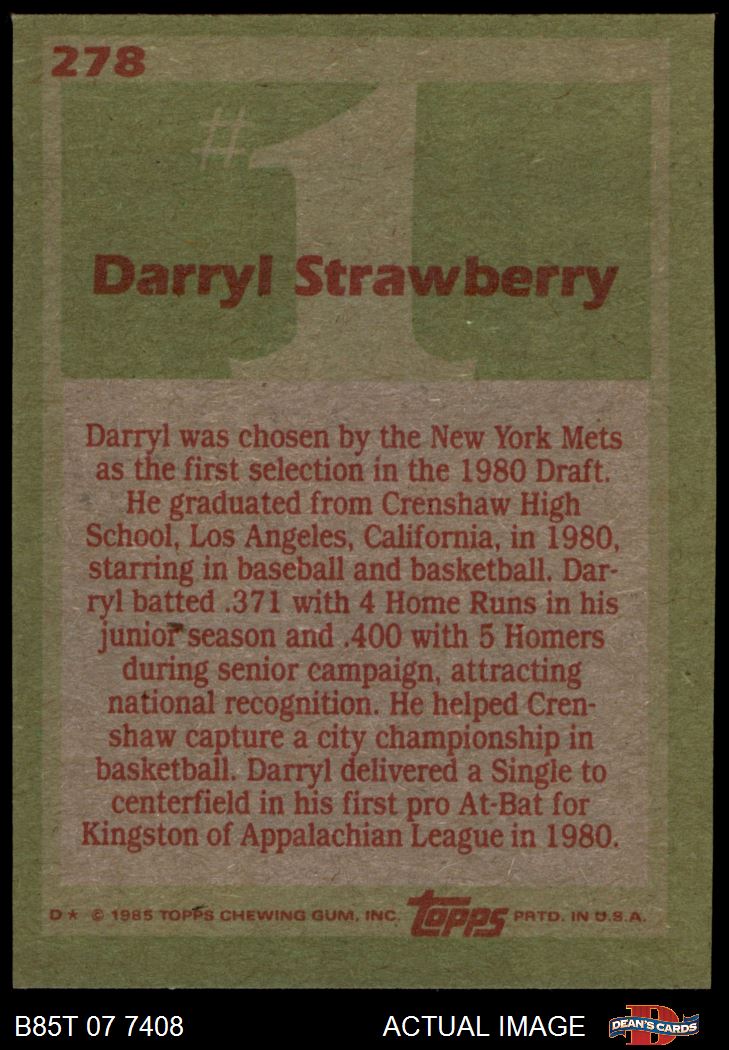 278
#1
Darryl Strawberry
Darryl was chosen by the New York Mets
as the first selection in the 1980 Draft.
He graduated from Crenshaw High
School, Los Angeles, California, in 1980,
starring in baseball and basketball. Dar-
ryl batted .371 with 4 Home Runs in his
junior season and .400 with 5 Homers
during senior campaign, attracting
national recognition. He helped Cren-
shaw capture a city championship in
basketball. Darryl delivered a Single to
centerfield in his first pro At-Bat for
Kingston of Appalachian League in 1980.
D * © 1985 TOPPS CHEWING GUM, INC. topps PRTD. IN U.S.A.
B85T 07 7408 ACTUAL IMAGE D DEAN'S CARDS